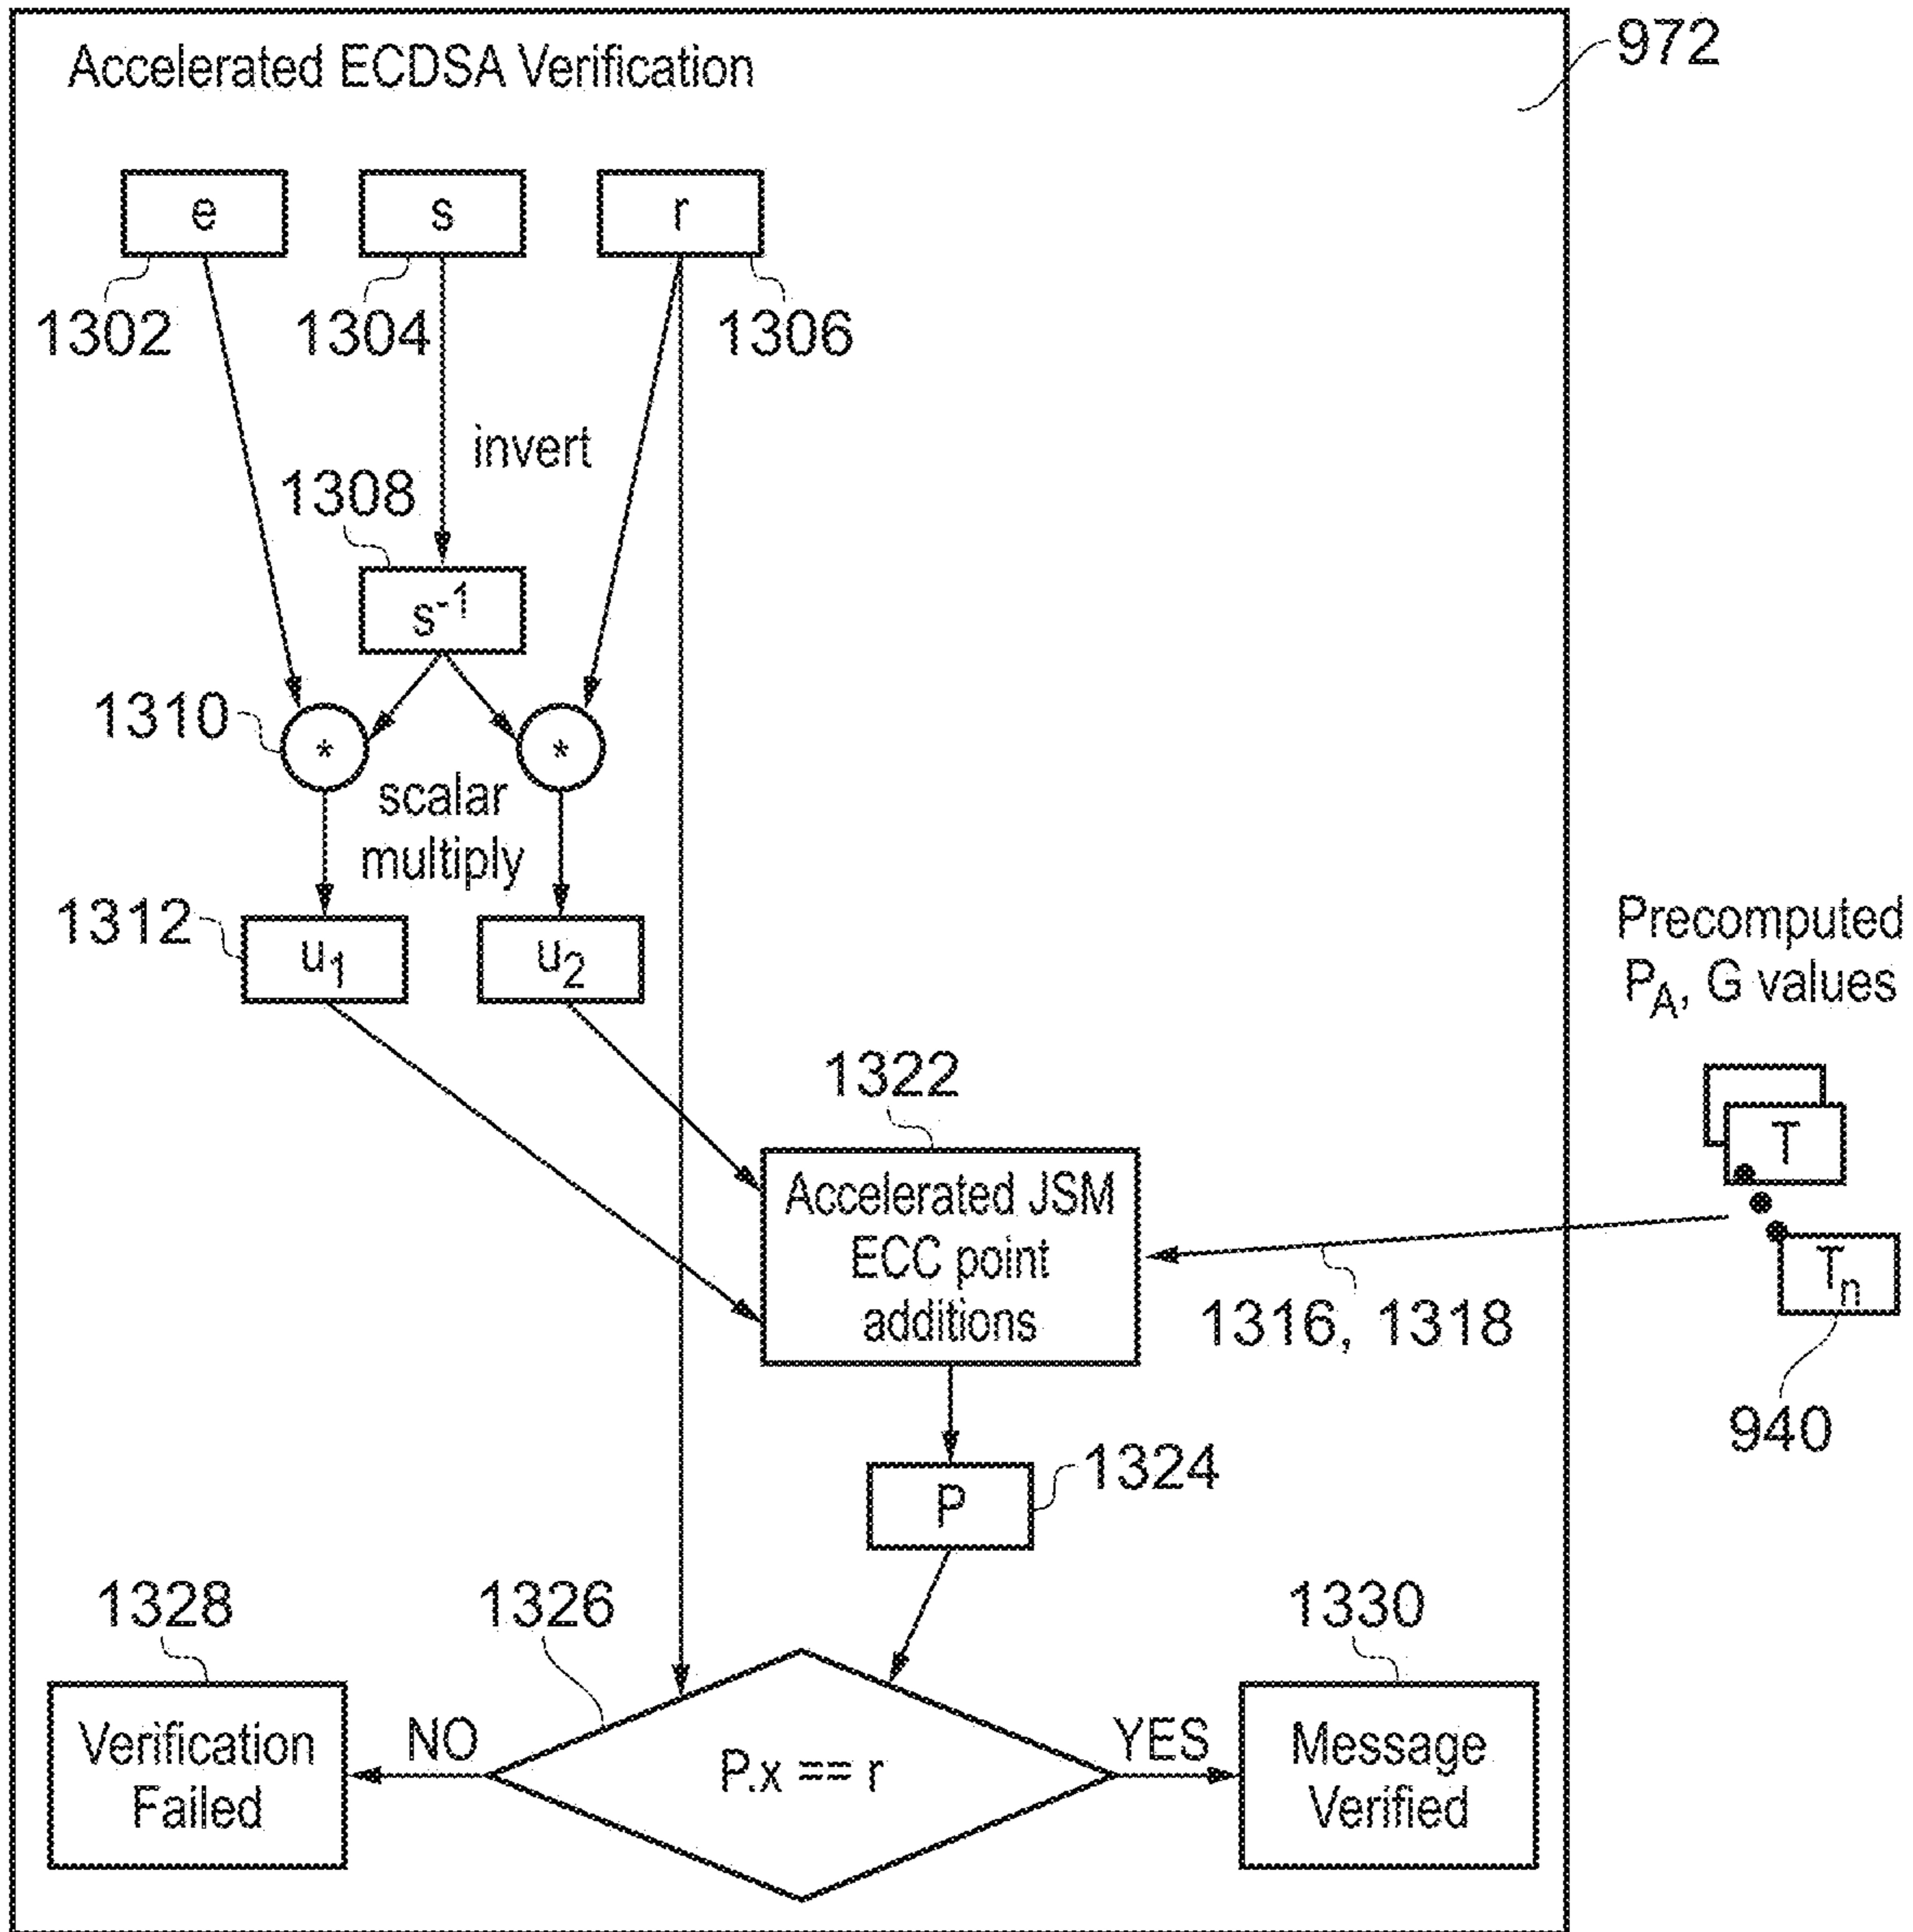 Accelerated ECDSA Verification
972
e
s
r
1302
1304
1306
invert
1308
s-1
1310
*
*
scalar
multiply
1312
u1
u2
Precomputed
PA, G values
1322
T
Accelerated JSM
ECC point
additions
Tn
1316, 1318
940
P
1324
1328
1326
1330
Verification
Failed
NO
P.x == r
YES
Message
Verified